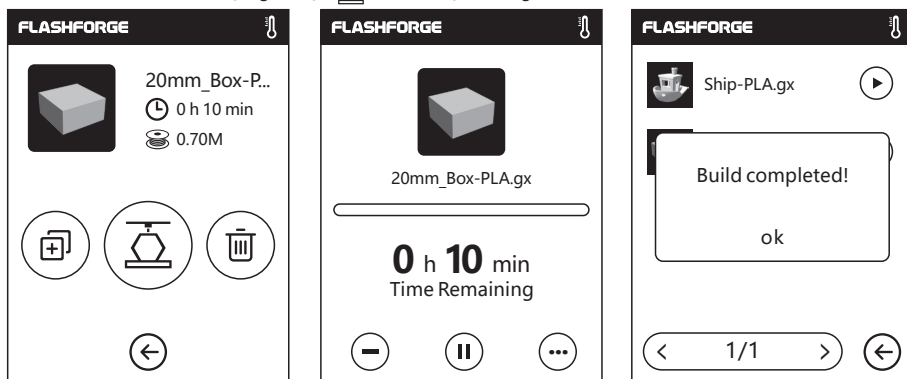 FLASHFORGE
20mm_Box-P...
0 h 10 min
0.70M
FLASHFORGE
20mm_Box-PLA.gx
0 h 10 min
Time Remaining
FLASHFORGE
Ship-PLA.gx
Build completed!
ok
1/1